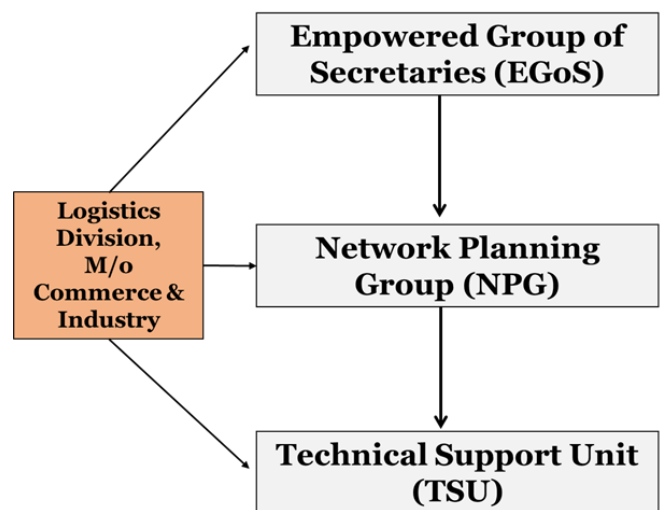 Empowered Group of
Secretaries (EGoS)
Logistics
Division,
M/o
Commerce &
Industry
Network Planning
Group (NPG)
Technical Support Unit
(TSU)